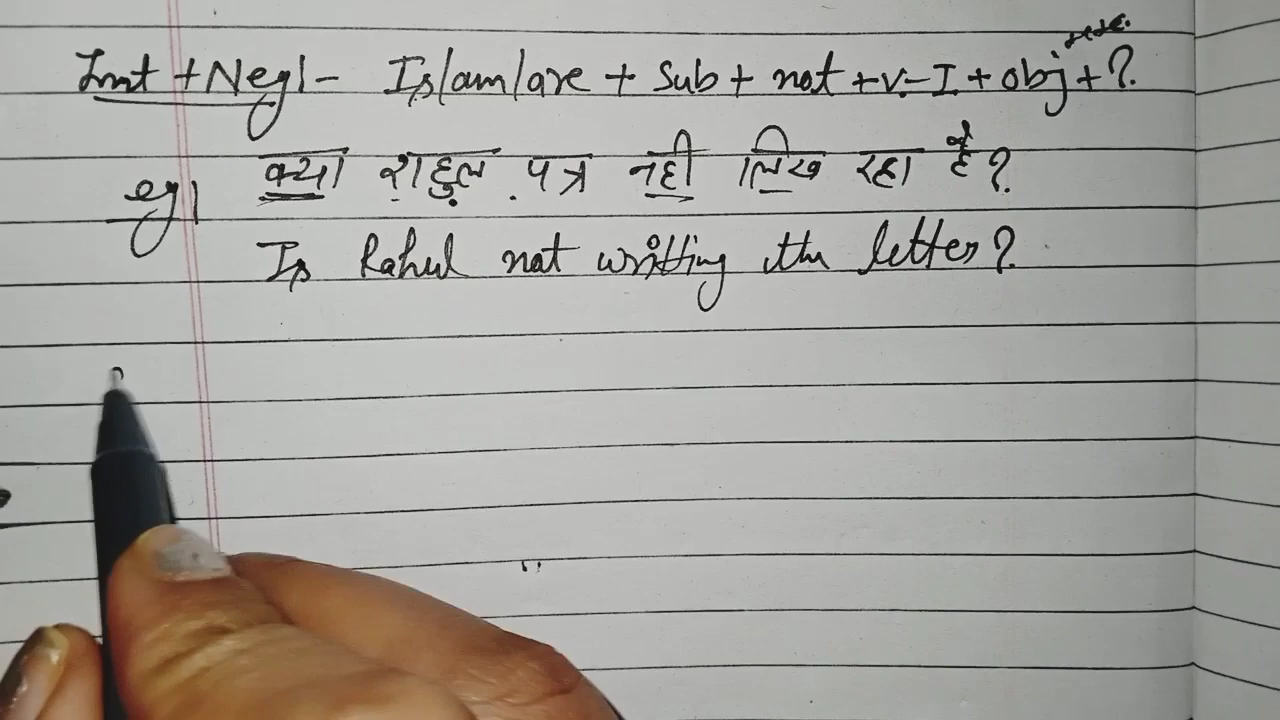 Int + Neg/- Is/am/are + Sub + not + v-I + obj + ?
eg/ क्या राहुल पत्र नही लिख रहा है?
Is Rahul not writting the letter?